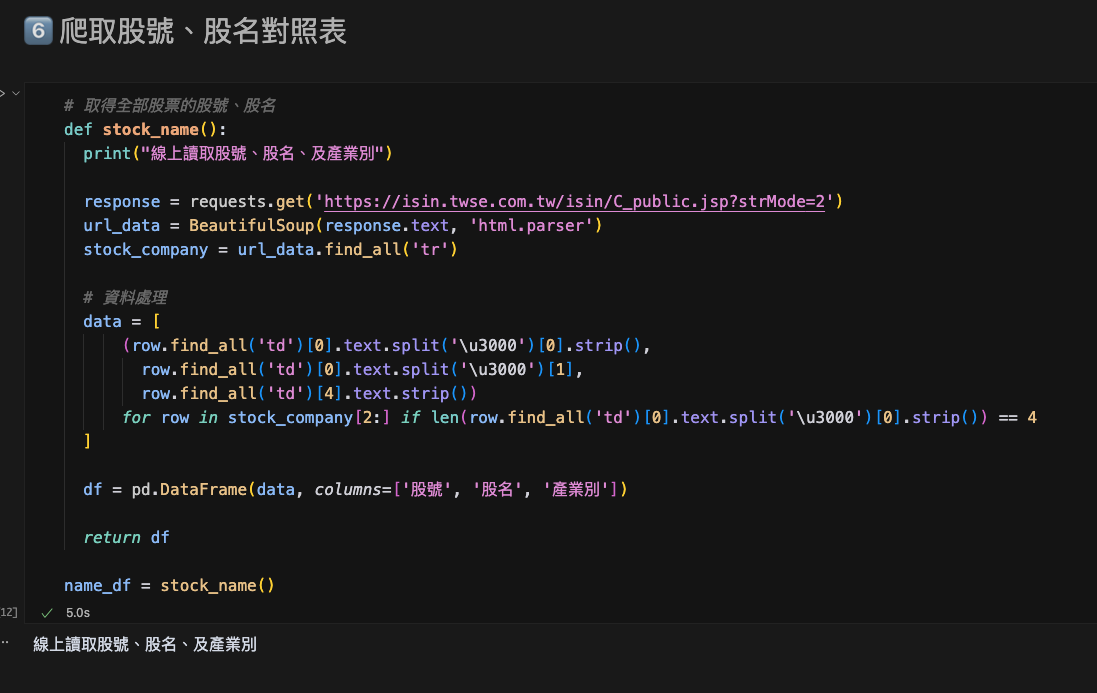 6 爬取股號、股名對照表
# 取得全部股票的股號、股名
def stock_name():
print("線上讀取股號、股名、及產業別")
response = requests.get('https://isin.twse.com.tw/isin/C_public.jsp?strMode=2')
url_data = BeautifulSoup(response.text, 'html.parser')
stock_company = url_data.find_all('tr')
# 資料處理
data = [
(row.find_all('td')[0].text.split('\u3000')[0].strip(),
row.find_all('td')[0].text.split('\u3000')[1],
row.find_all('td')[4].text.strip())
for row in stock_company[2:] if len(row.find_all('td')[0].text.split('\u3000')[0].strip()) == 4
]
df = pd.DataFrame(data, columns=['股號', '股名', '產業別'])
return df
name_df = stock_name()
12] ✓ 5.0s
線上讀取股號、股名、及產業別